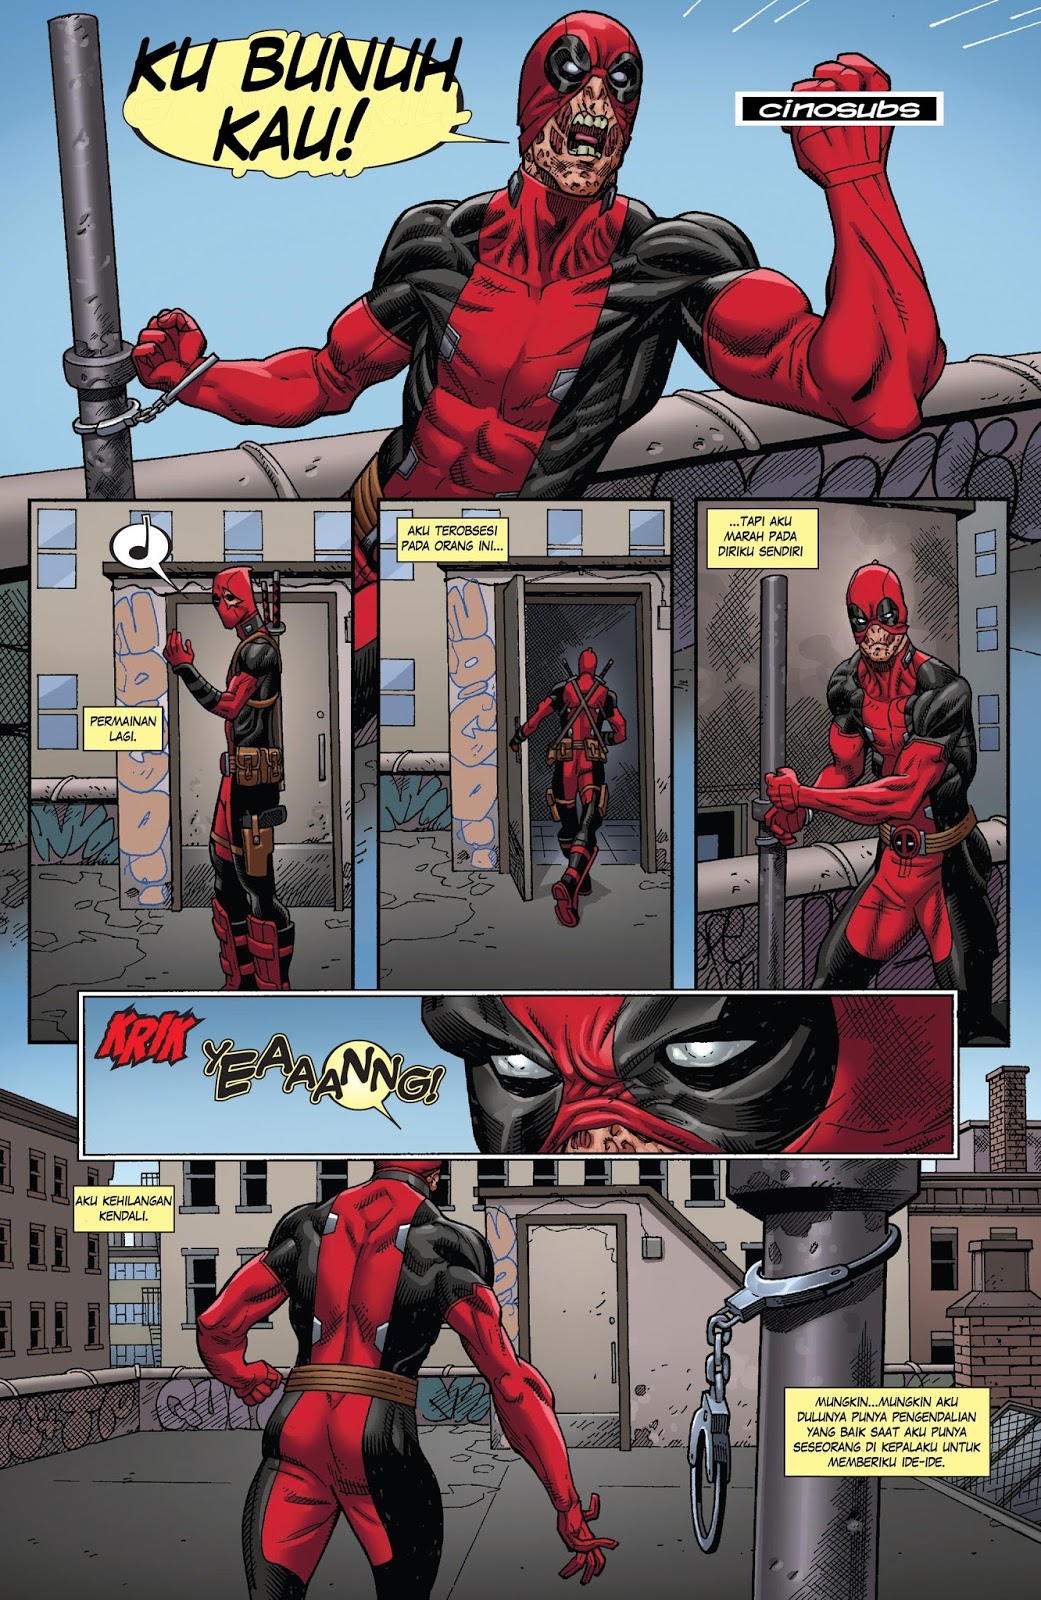 KU BUNUH
KAU!
cinosubs
PERMAINAN
LAGI.
AKU TEROBSESI
PADA ORANG INI...
...TAPI AKU
MARAH PADA
DIRIKU SENDIRI
KRIK
YEAAAANNG!
AKU KEHILANGAN
KENDALI.
MUNGKIN...MUNGKIN AKU
DULUNYA PUNYA PENGENDALIAN
YANG BAIK SAAT AKU PUNYA
SESEORANG DI KEPALAKU UNTUK
MEMBERIKU IDE-IDE.